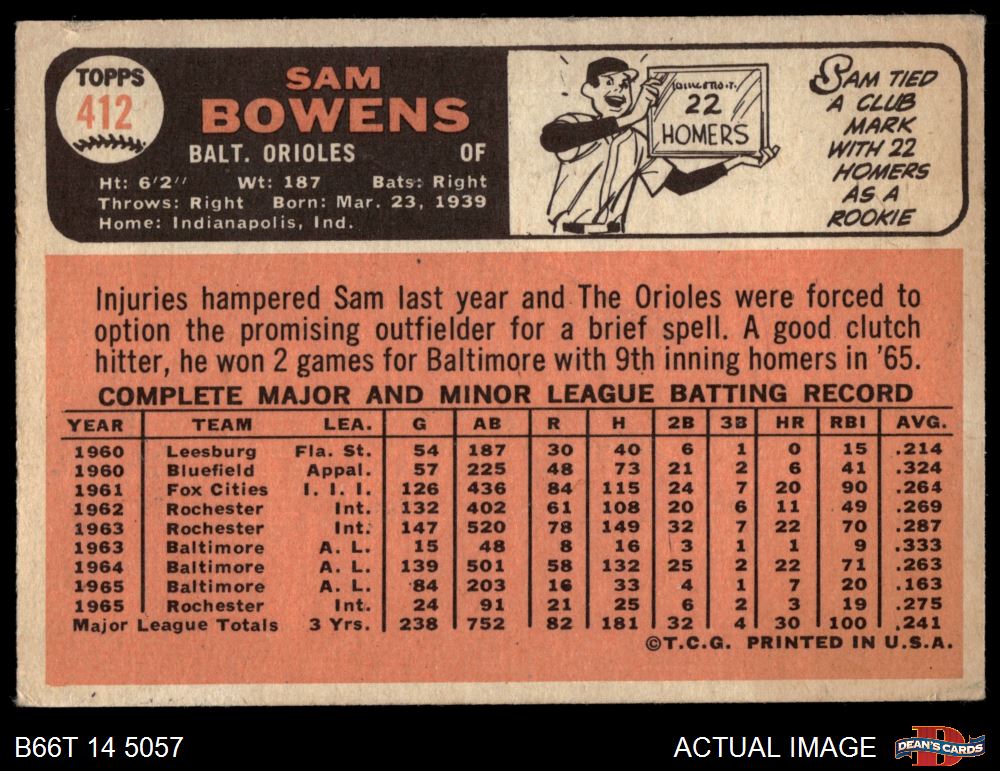 TOPPS
412
SAM
BOWENS
BALT. ORIOLES OF
Ht: 6'2" Wt: 187 Bats: Right
Throws: Right Born: Mar. 23, 1939
Home: Indianapolis, Ind.
22
HOMERS
SAM TIED
A CLUB
MARK
WITH 22
HOMERS
AS A
ROOKIE
Injuries hampered Sam last year and The Orioles were forced to
option the promising outfielder for a brief spell. A good clutch
hitter, he won 2 games for Baltimore with 9th inning homers in '65.
COMPLETE MAJOR AND MINOR LEAGUE BATTING RECORD
YEAR TEAM LEA. G AB R H 2B 3B HR RBI AVG.
1960 Leesburg Fla. St. 54 187 30 40 6 1 0 15 .214
1960 Bluefield Appal. 57 225 48 73 21 2 6 41 .324
1961 Fox Cities I. I. I. 126 436 84 115 24 7 20 90 .264
1962 Rochester Int. 132 402 61 108 20 6 11 49 .269
1963 Rochester Int. 147 520 78 149 32 7 22 70 .287
1963 Baltimore A. L. 15 48 8 16 3 1 1 9 .333
1964 Baltimore A. L. 139 501 58 132 25 2 22 71 .263
1965 Baltimore A. L. 84 203 16 33 4 1 7 20 .163
1965 Rochester Int. 24 91 21 25 6 2 3 19 .275
Major League Totals 3 Yrs. 238 752 82 181 32 4 30 100 .241
©T.C.G. PRINTED IN U.S.A.
B66T 14 5057 ACTUAL IMAGE DEAN'S CARDS